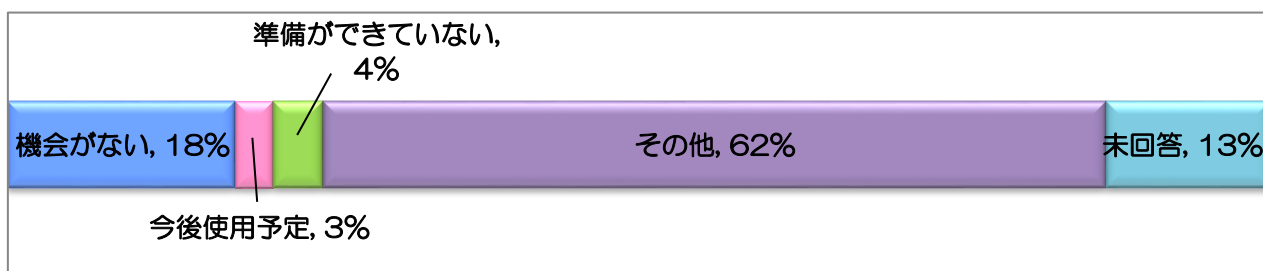 準備ができていない,
4%
機会がない, 18%
その他, 62%
未回答, 13%
今後使用予定, 3%